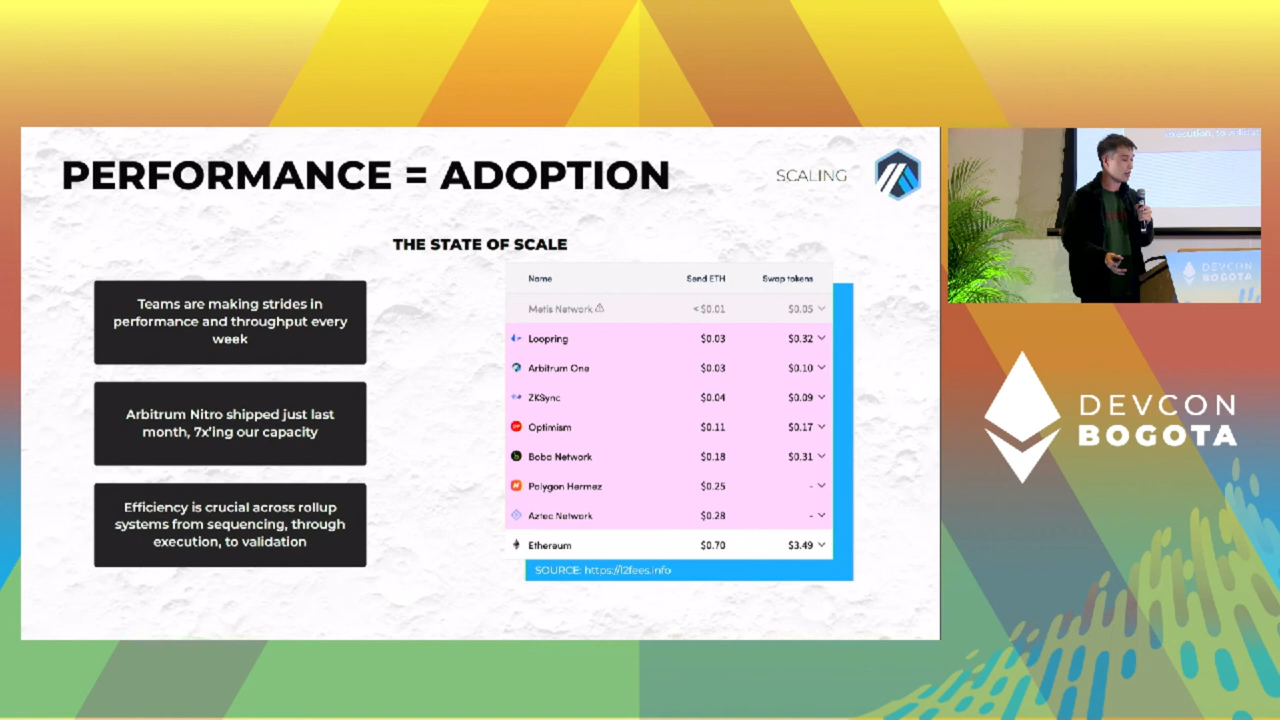 PERFORMANCE = ADOPTION
SCALING
THE STATE OF SCALE
Teams are making strides in
performance and throughput every
week
Arbitrum Nitro shipped just last
month, 7x'ing our capacity
Efficiency is crucial across rollup
systems from sequencing, through
execution, to validation
Name Send ETH Swap tokens
Metis Network <$0.01 $0.05
Loopring $0.03 $0.32
Arbitrum One $0.03 $0.10
ZKSync $0.04 $0.09
Optimism $0.11 $0.17
Boba Network $0.18 $0.31
Polygon Hermez $0.25 -
Aztec Network $0.28 -
Ethereum $0.70 $3.49
SOURCE: https://l2fees.info
DEVCON
BOGOTA
DEVCON
BOGOTA